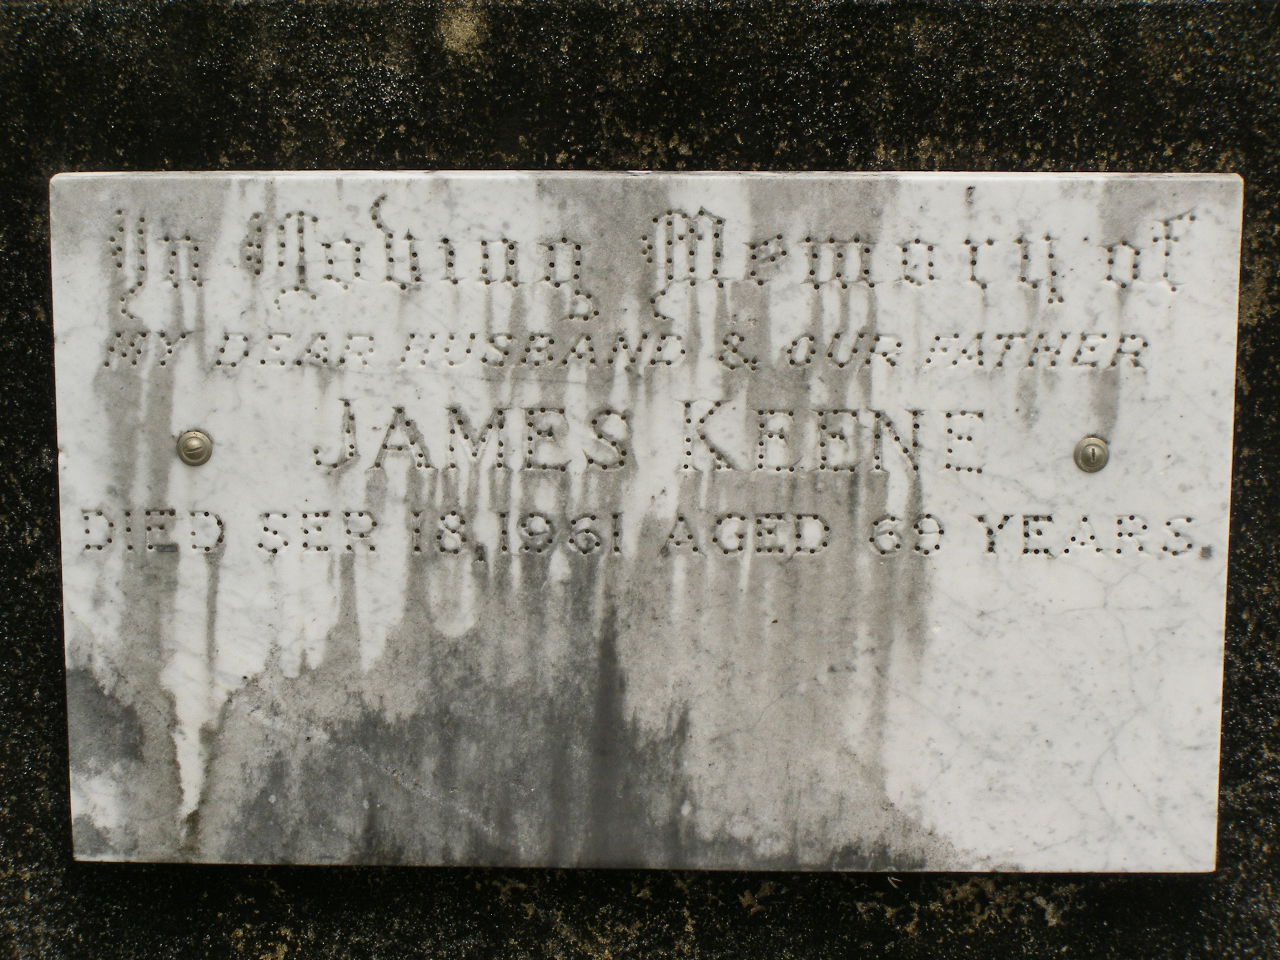 In Loving Memory of
MY DEAR HUSBAND & OUR FATHER
JAMES KEENE
DIED SEP. 18. 1961 AGED 69 YEARS.